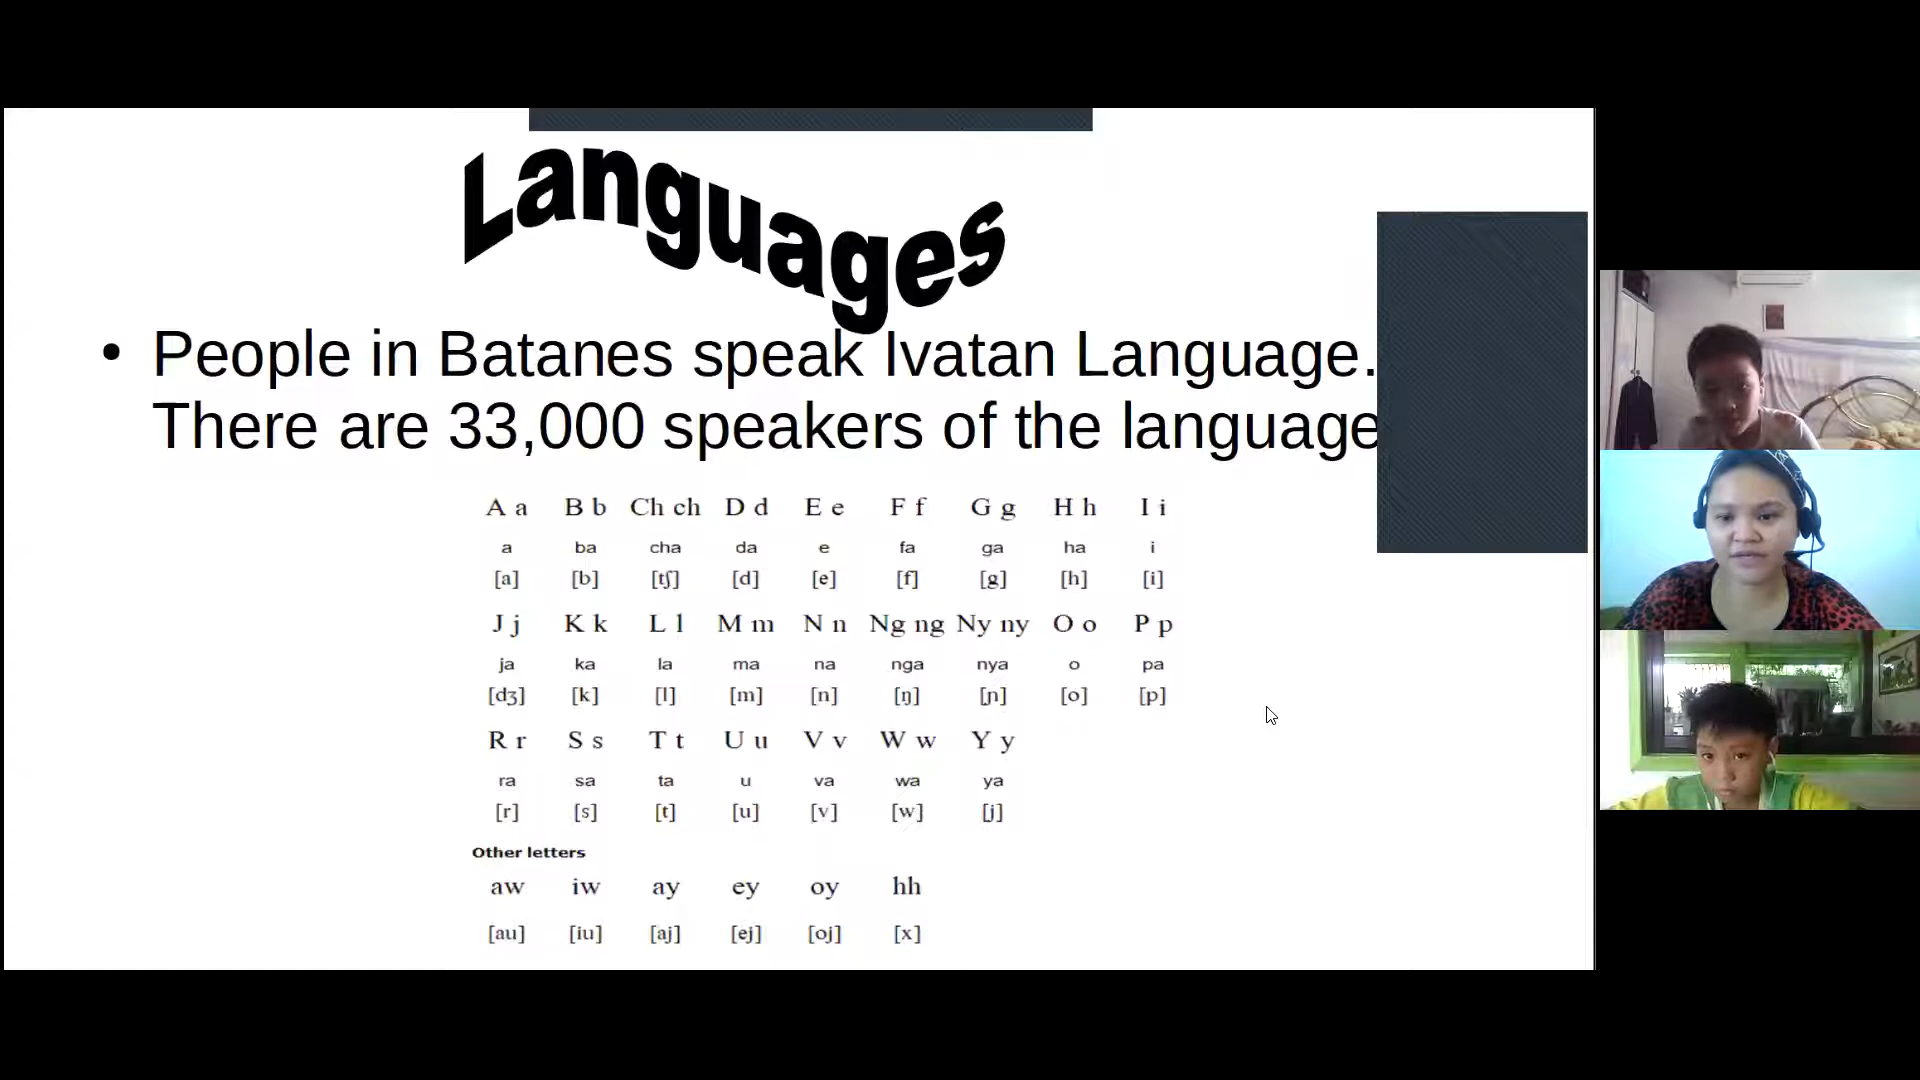 Languages
• People in Batanes speak Ivatan Language.
There are 33,000 speakers of the language
A a B b Ch ch D d E e F f G g H h I i
a ba cha da e fa ga ha i
[a] [b] [tʃ] [d] [e] [f] [g] [h] [i]
J j K k L l M m N n Ng ng Ny ny O o P p
ja ka la ma na nga nya o pa
[dʒ] [k] [l] [m] [n] [ŋ] [ɲ] [o] [p]
R r S s T t U u V v W w Y y
ra sa ta u va wa ya
[r] [s] [t] [u] [v] [w] [j]
Other letters
aw iw ay ey oy hh
[au] [iu] [aj] [ej] [oj] [x]